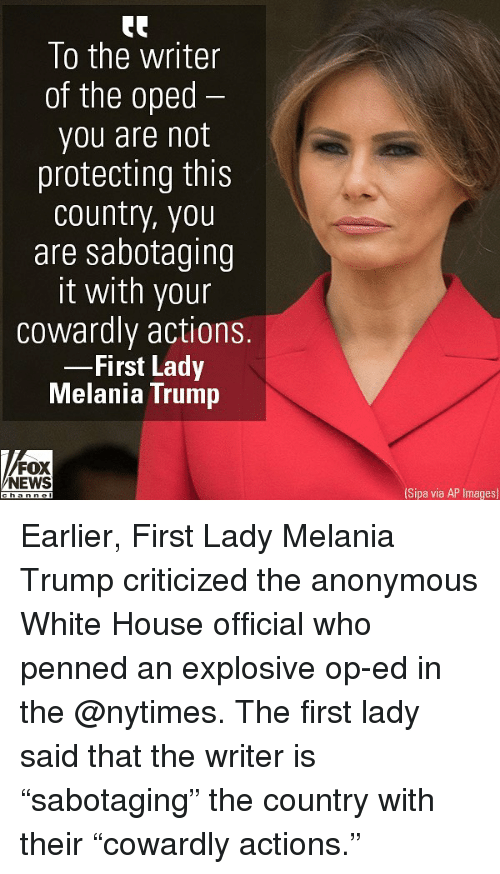 “
To the writer
of the oped –
you are not
protecting this
country, you
are sabotaging
it with your
cowardly actions.
—First Lady
Melania Trump
FOX
NEWS
channel
(Sipa via AP Images)
Earlier, First Lady Melania
Trump criticized the anonymous
White House official who
penned an explosive op-ed in
the @nytimes. The first lady
said that the writer is
“sabotaging” the country with
their “cowardly actions.”